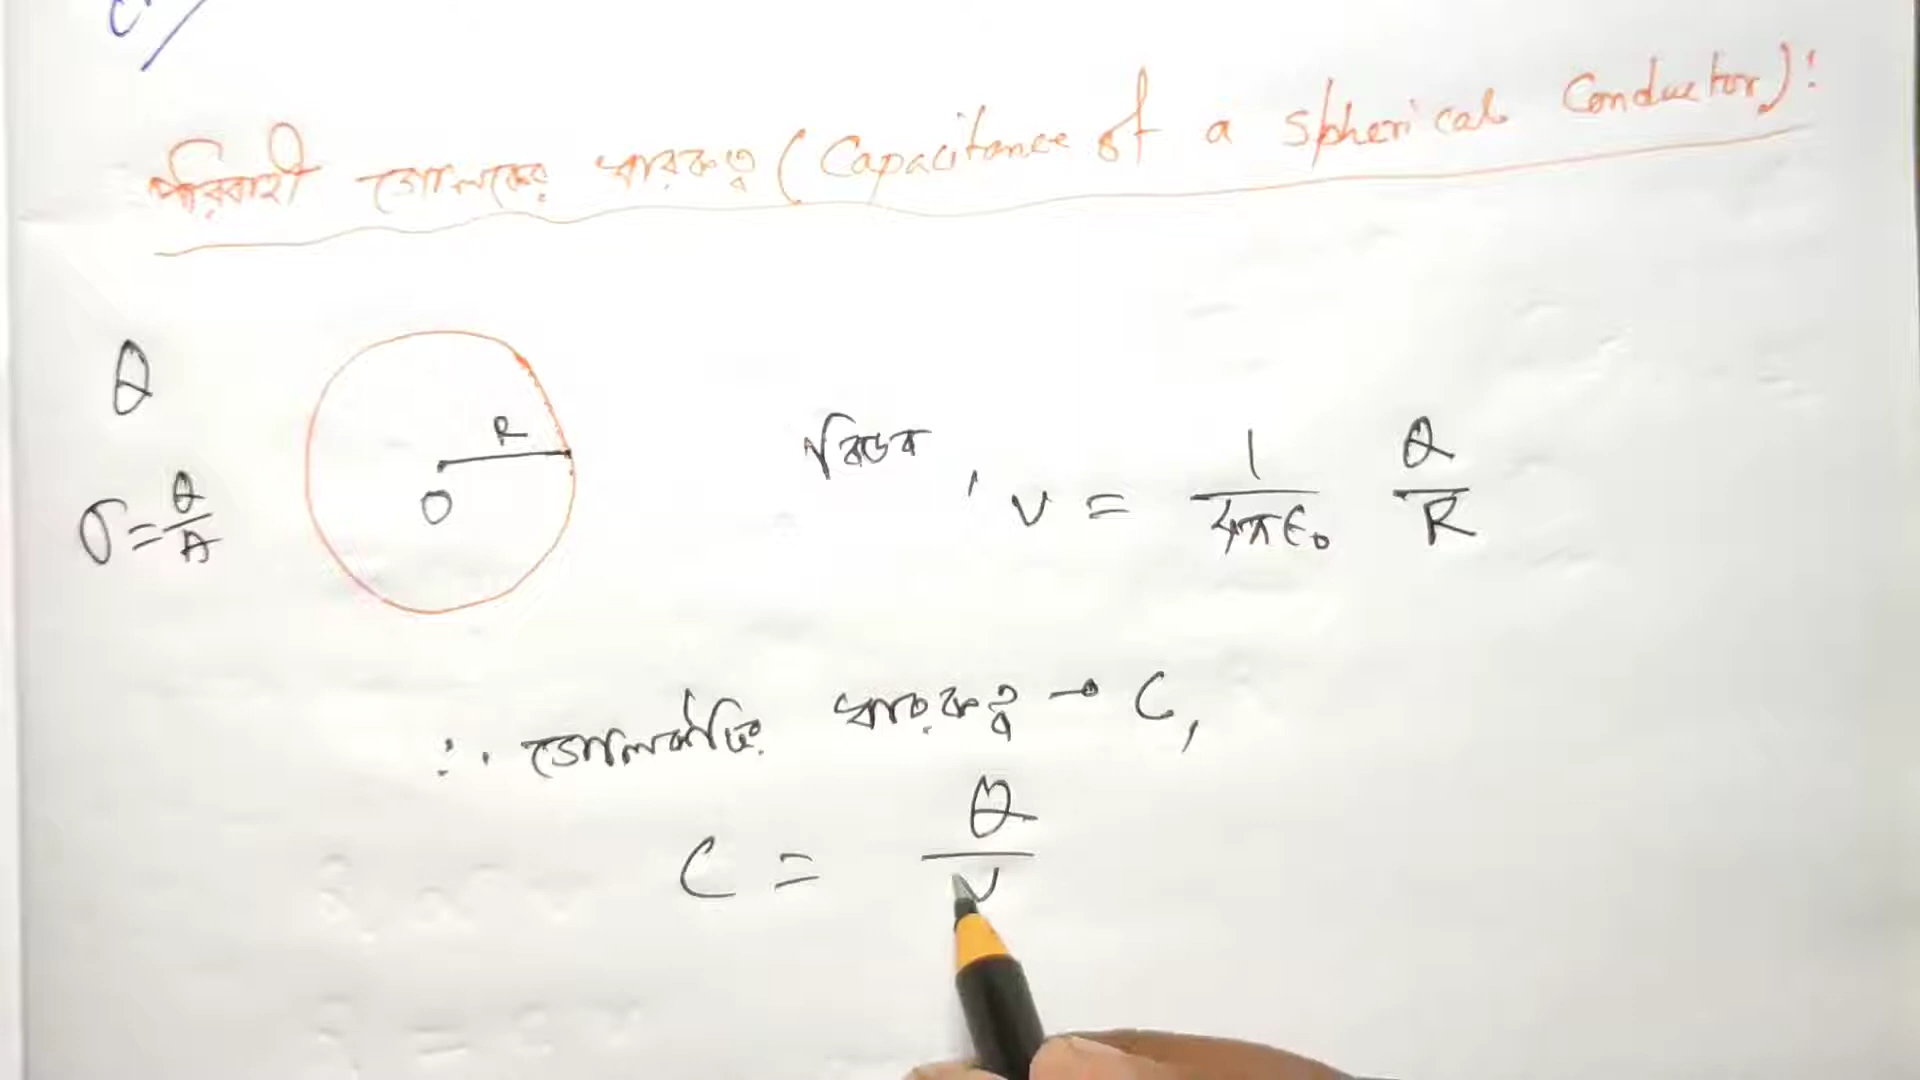 পরিবাহী গোলকের ধারকত্ব (Capacitance of a Spherical Conductor):
Q
R
O
σ = Q/A
বিভব, V = 1/4πϵ₀ Q/R
∴ গোলকটির ধারকত্ব → C,
C = Q/V